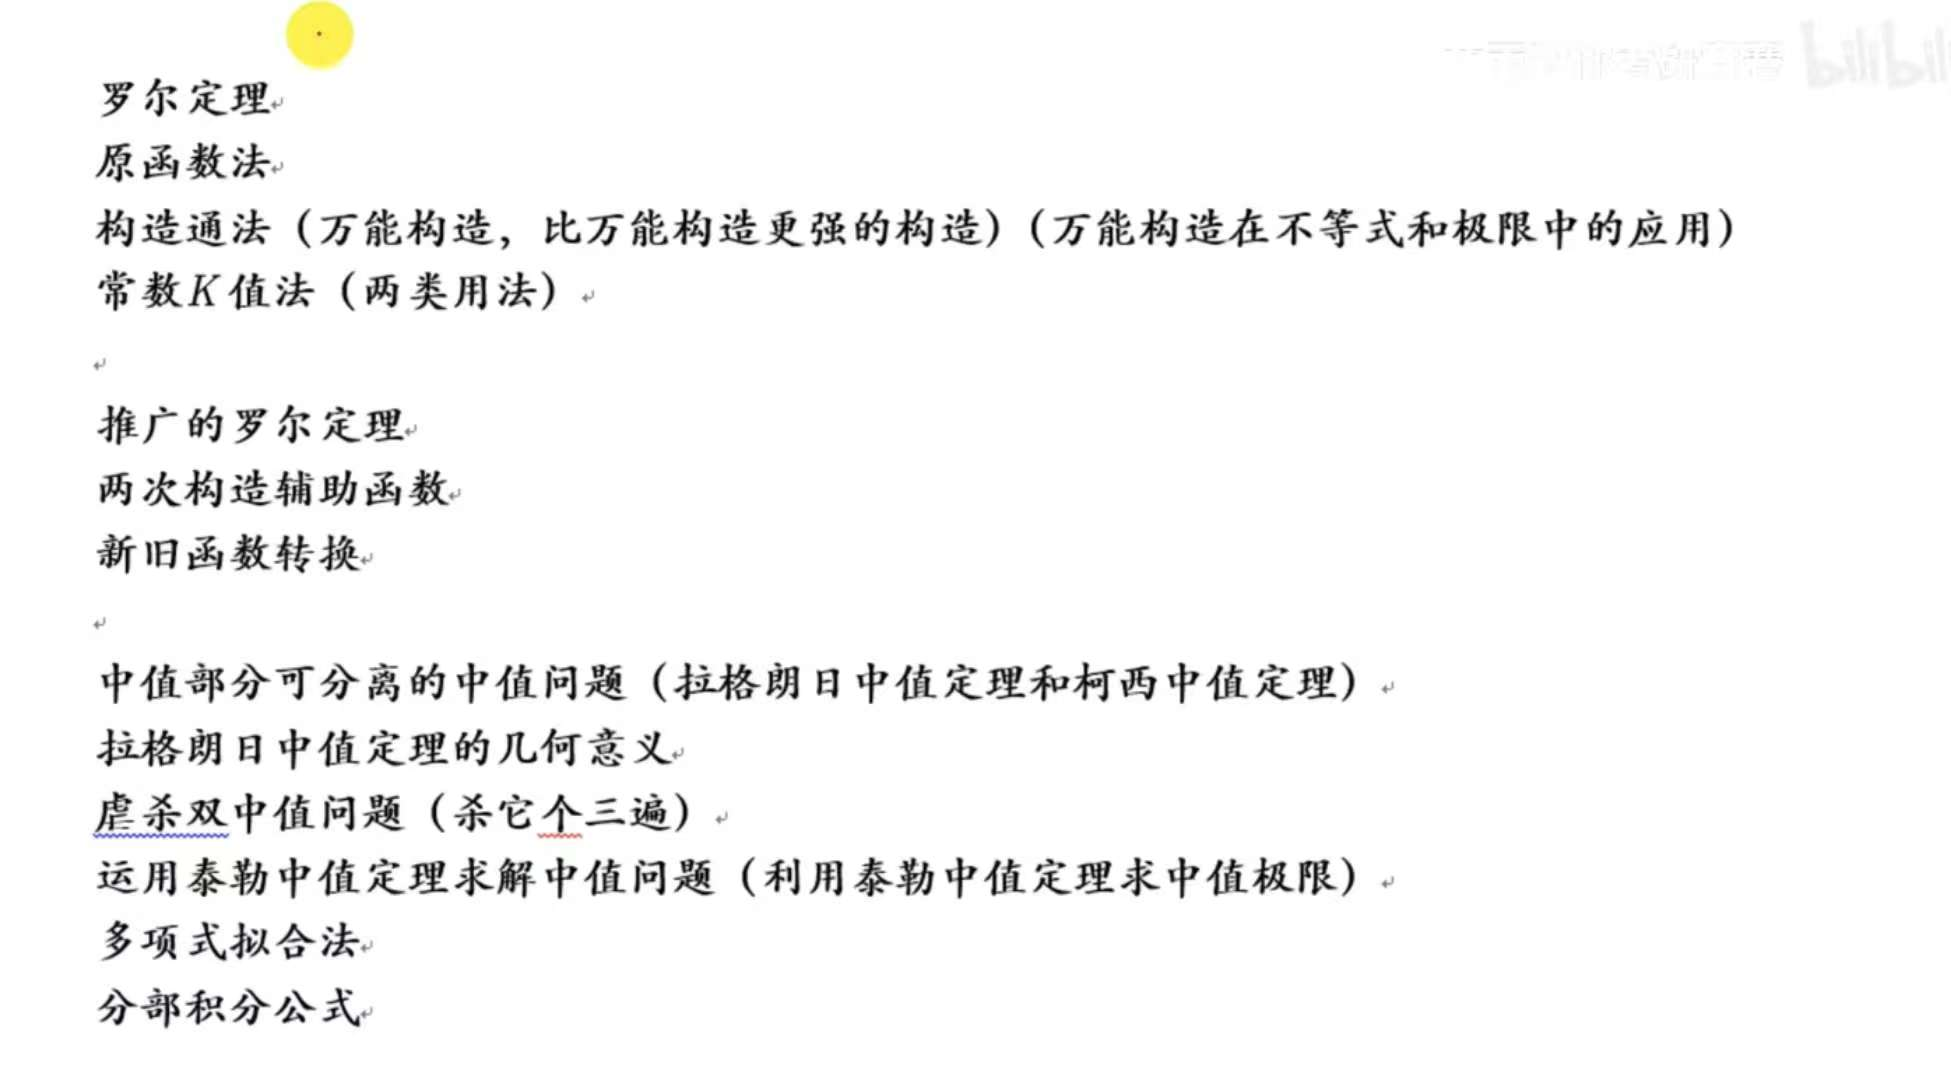 bilibili
罗尔定理
原函数法
构造通法（万能构造，比万能构造更强的构造）（万能构造在不等式和极限中的应用）
常数K值法（两类用法）
推广的罗尔定理
两次构造辅助函数
新旧函数转换
中值部分可分离的中值问题（拉格朗日中值定理和柯西中值定理）
拉格朗日中值定理的几何意义
虐杀双中值问题（杀它个三遍）
运用泰勒中值定理求解中值问题（利用泰勒中值定理求中值极限）
多项式拟合法
分部积分公式